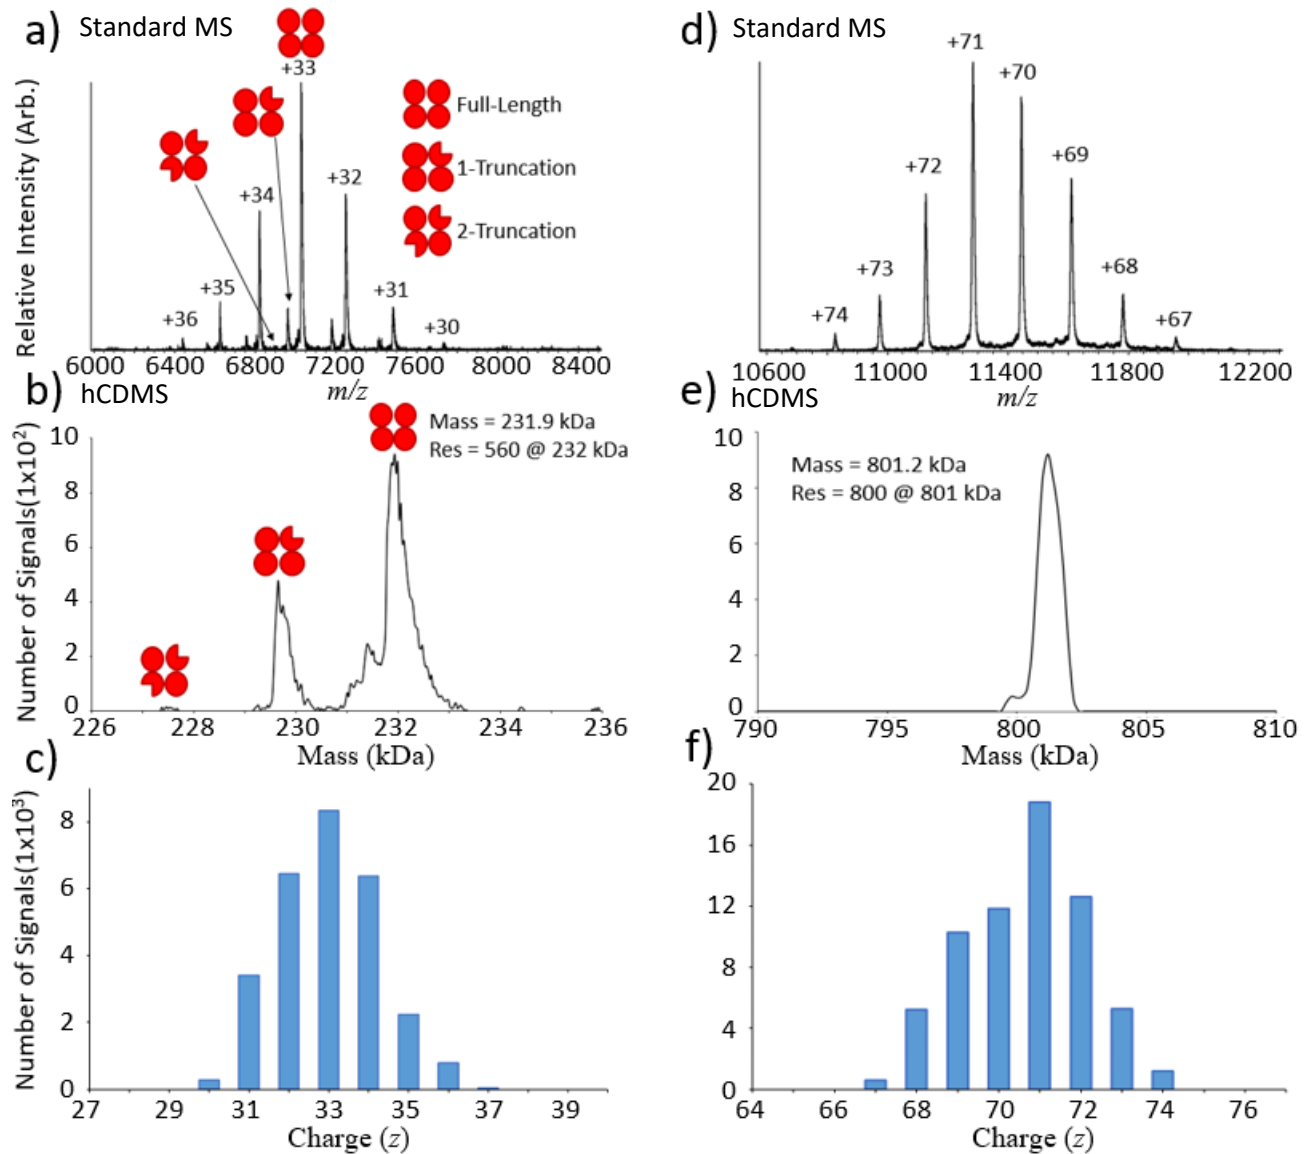 a) Standard MS
Relative Intensity (Arb.)
+36
+35
+34
+33
+32
+31
+30
Full-Length
1-Truncation
2-Truncation
6000 6400 6800 7200 7600 8000 8400
m/z
d) Standard MS
+74
+73
+72
+71
+70
+69
+68
+67
10600 11000 11400 11800 12200
m/z
b) hCDMS
Number of Signals(1x10²)
10
8
6
4
2
0
Mass = 231.9 kDa
Res = 560 @ 232 kDa
226 228 230 232 234 236
Mass (kDa)
e) hCDMS
10
8
6
4
2
0
Mass = 801.2 kDa
Res = 800 @ 801 kDa
790 795 800 805 810
Mass (kDa)
c)
Number of Signals(1x10³)
8
6
4
2
0
27 29 31 33 35 37 39
Charge (z)
f)
20
16
12
8
4
0
64 66 68 70 72 74 76
Charge (z)